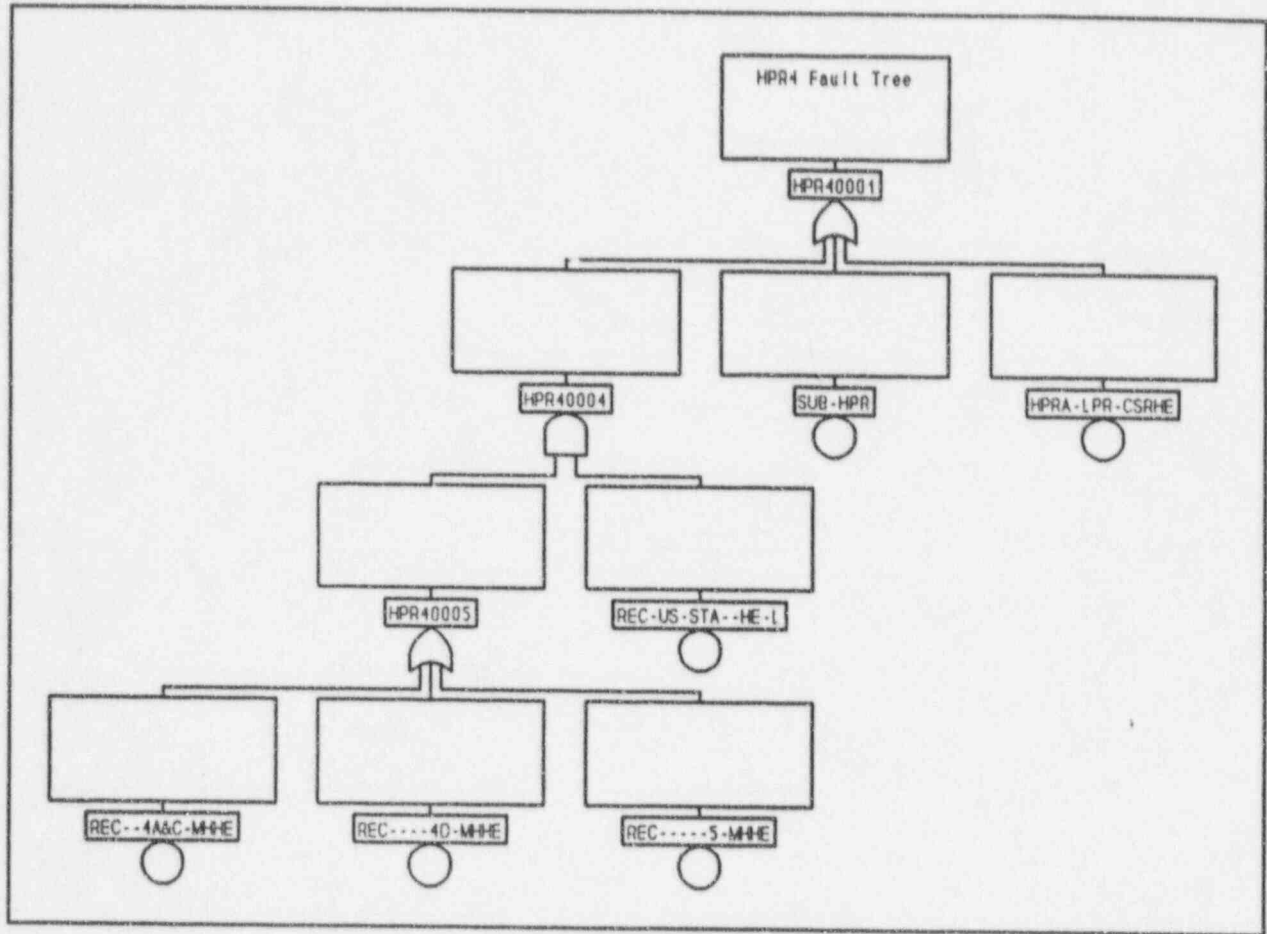 HPR4 Fault Tree
HPR40001
HPR40004
SUB-HPR
HPRA-LPR-CSRHE
HPR40005
REC-US-STA--HE-L
REC--4A&C-MHHE
REC----4D-MHHE
REC-----5-MHHE